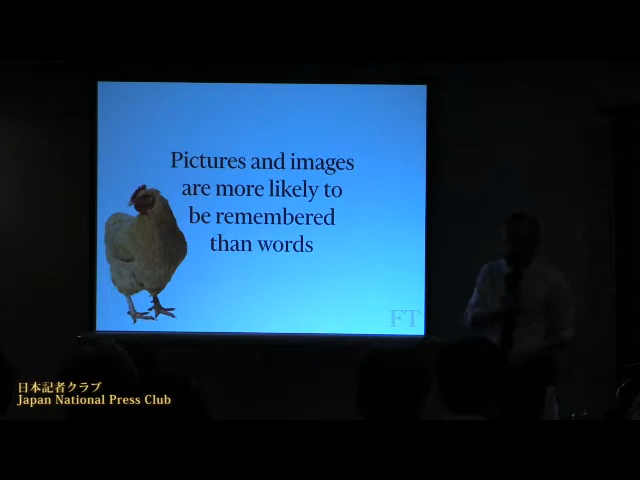 Pictures and images
are more likely to
be remembered
than words
FT
日本記者クラブ
Japan National Press Club